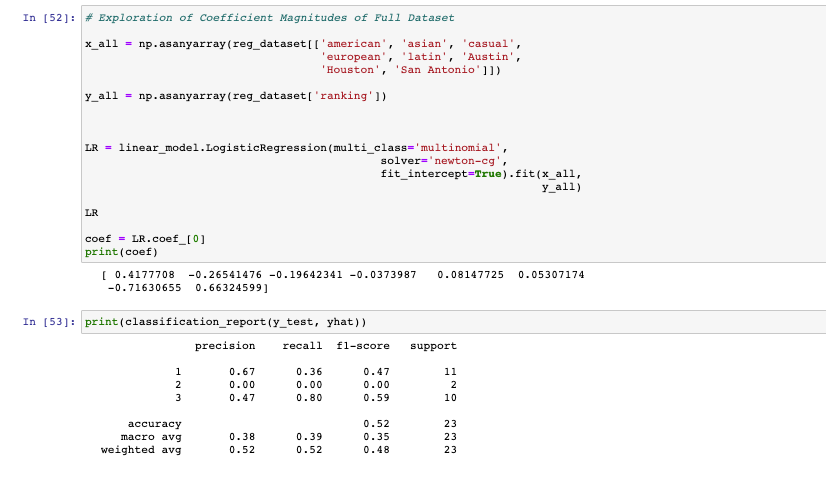 In [52]: # Exploration of Coefficient Magnitudes of Full Dataset
x_all = np.asanyarray(reg_dataset[['american', 'asian', 'casual',
'european', 'latin', 'Austin',
'Houston', 'San Antonio']])
y_all = np.asanyarray(reg_dataset['ranking'])
LR = linear_model.LogisticRegression(multi_class='multinomial',
solver='newton-cg',
fit_intercept=True).fit(x_all,
y_all)
LR
coef = LR.coef_[0]
print(coef)
[ 0.4177708 -0.26541476 -0.19642341 -0.0373987 0.08147725 0.05307174
-0.71630655 0.66324599]
In [53]: print(classification_report(y_test, yhat))
precision recall f1-score support
1 0.67 0.36 0.47 11
2 0.00 0.00 0.00 2
3 0.47 0.80 0.59 10
accuracy 0.52 23
macro avg 0.38 0.39 0.35 23
weighted avg 0.52 0.52 0.48 23